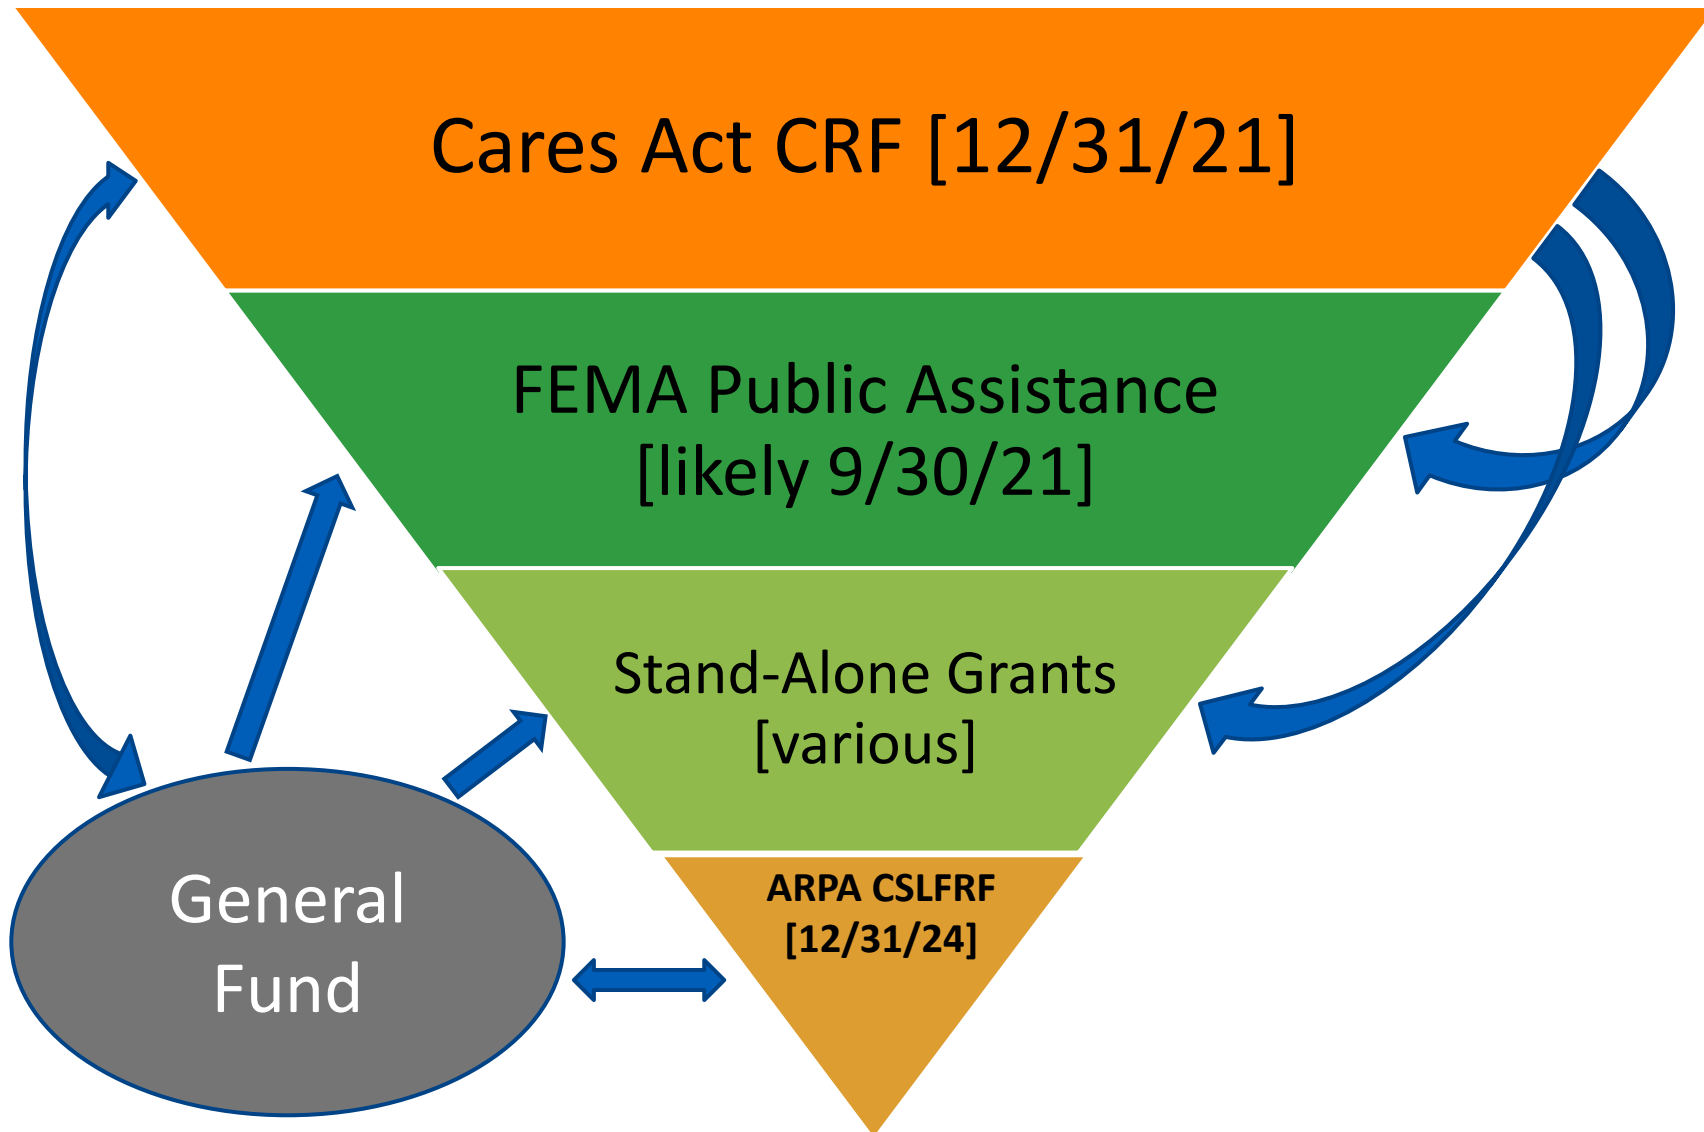 Cares Act CRF [12/31/21]
FEMA Public Assistance
[likely 9/30/21]
Stand-Alone Grants
[various]
ARPA CSLFRF
[12/31/24]
General
Fund